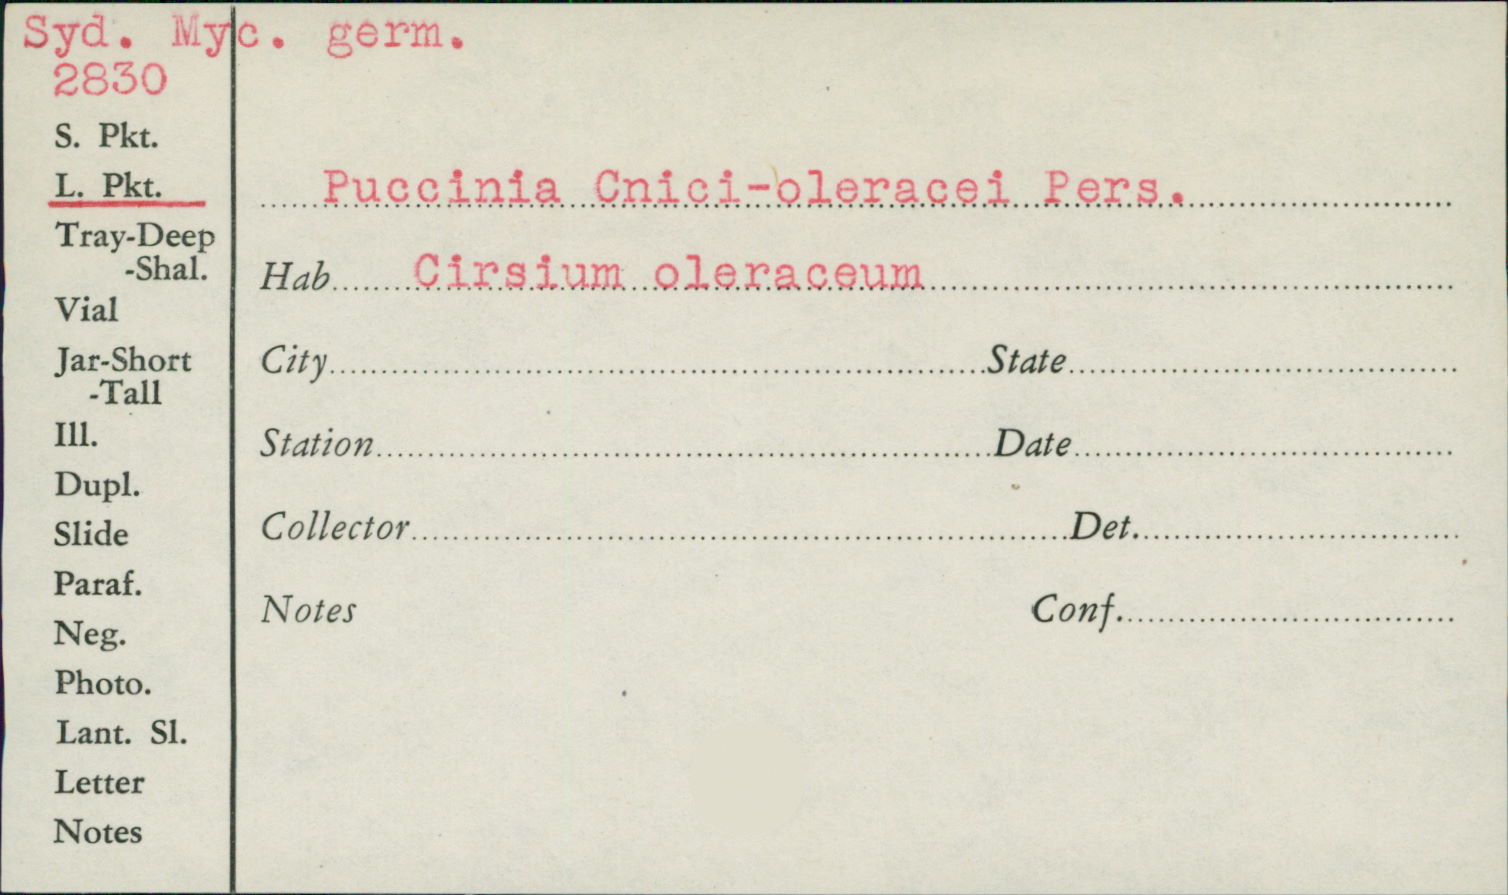 Syd. Myc. germ.
2830
S. Pkt.
L. Pkt.
Tray-Deep
-Shal.
Vial
Jar-Short
-Tall
Ill.
Dupl.
Slide
Paraf.
Neg.
Photo.
Lant. Sl.
Letter
Notes
Puccinia Cnici-oleracei Pers.
Hab. Cirsium oleraceum
City State
Station Date
Collector Det.
Notes Conf.